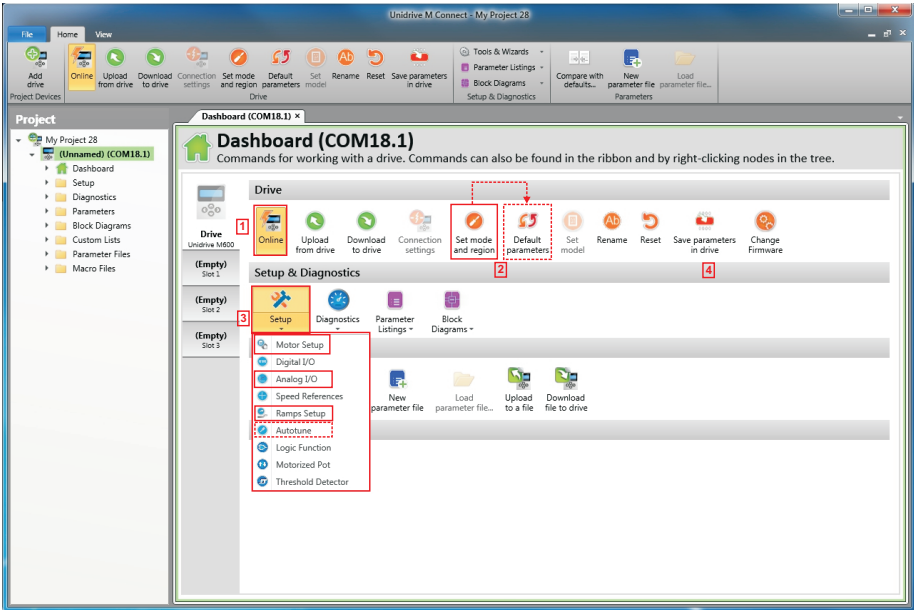 Unidrive M Connect - My Project 28
File Home View
Add drive
Online
Upload from drive
Download to drive
Connection settings
Set mode and region
Default parameters
Set model
Rename
Reset
Save parameters in drive
Tools & Wizards
Parameter Listings
Block Diagrams
Compare with defaults...
New parameter file
Load parameter file...
Project Devices
Drive
Setup & Diagnostics
Parameters
Project
My Project 28
(Unnamed) (COM18.1)
Dashboard
Setup
Diagnostics
Parameters
Block Diagrams
Custom Lists
Parameter Files
Macro Files
Dashboard (COM18.1) ×
Dashboard (COM18.1)
Commands for working with a drive. Commands can also be found in the ribbon and by right-clicking nodes in the tree.
Drive
Unidrive M600
(Empty)
Slot 1
(Empty)
Slot 2
(Empty)
Slot 3
Drive
1
Online
Upload from drive
Download to drive
Connection settings
Set mode and region
Default parameters
Set model
Rename
Reset
Save parameters in drive
Change Firmware
2
4
Setup & Diagnostics
3
Setup
Diagnostics
Parameter Listings
Block Diagrams
Motor Setup
Digital I/O
Analog I/O
Speed References
Ramps Setup
Autotune
Logic Function
Motorized Pot
Threshold Detector
New parameter file
Load parameter file...
Upload to a file
Download file to drive